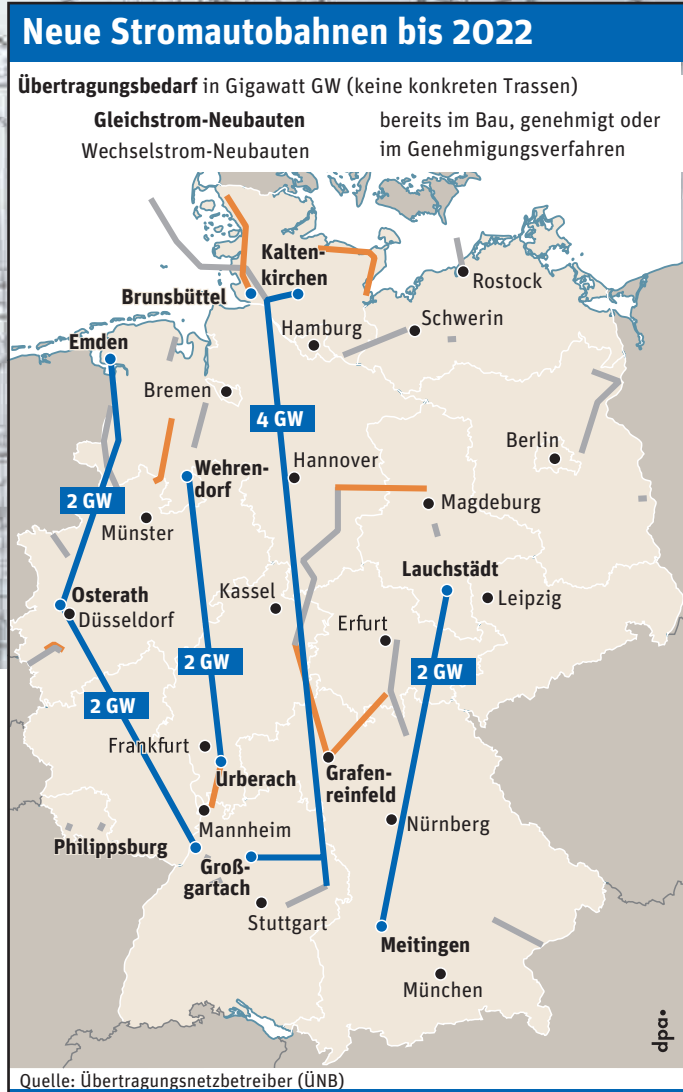 Neue Stromautobahnen bis 2022
Übertragungsbedarf in Gigawatt GW (keine konkreten Trassen)
Gleichstrom-Neubauten
Wechselstrom-Neubauten
bereits im Bau, genehmigt oder
im Genehmigungsverfahren
Kalten-
kirchen
Brunsbüttel
Rostock
Hamburg
Schwerin
Emden
Bremen
4 GW
Berlin
Hannover
Wehren-
dorf
2 GW
Magdeburg
Münster
Lauchstädt
Osterath
Düsseldorf
Kassel
Leipzig
Erfurt
2 GW
2 GW
2 GW
Frankfurt
Urberach
Grafen-
reinfeld
Mannheim
Nürnberg
Philippsburg
Groß-
gartach
Stuttgart
Meitingen
München
dpa
Quelle: Übertragungsnetzbetreiber (ÜNB)